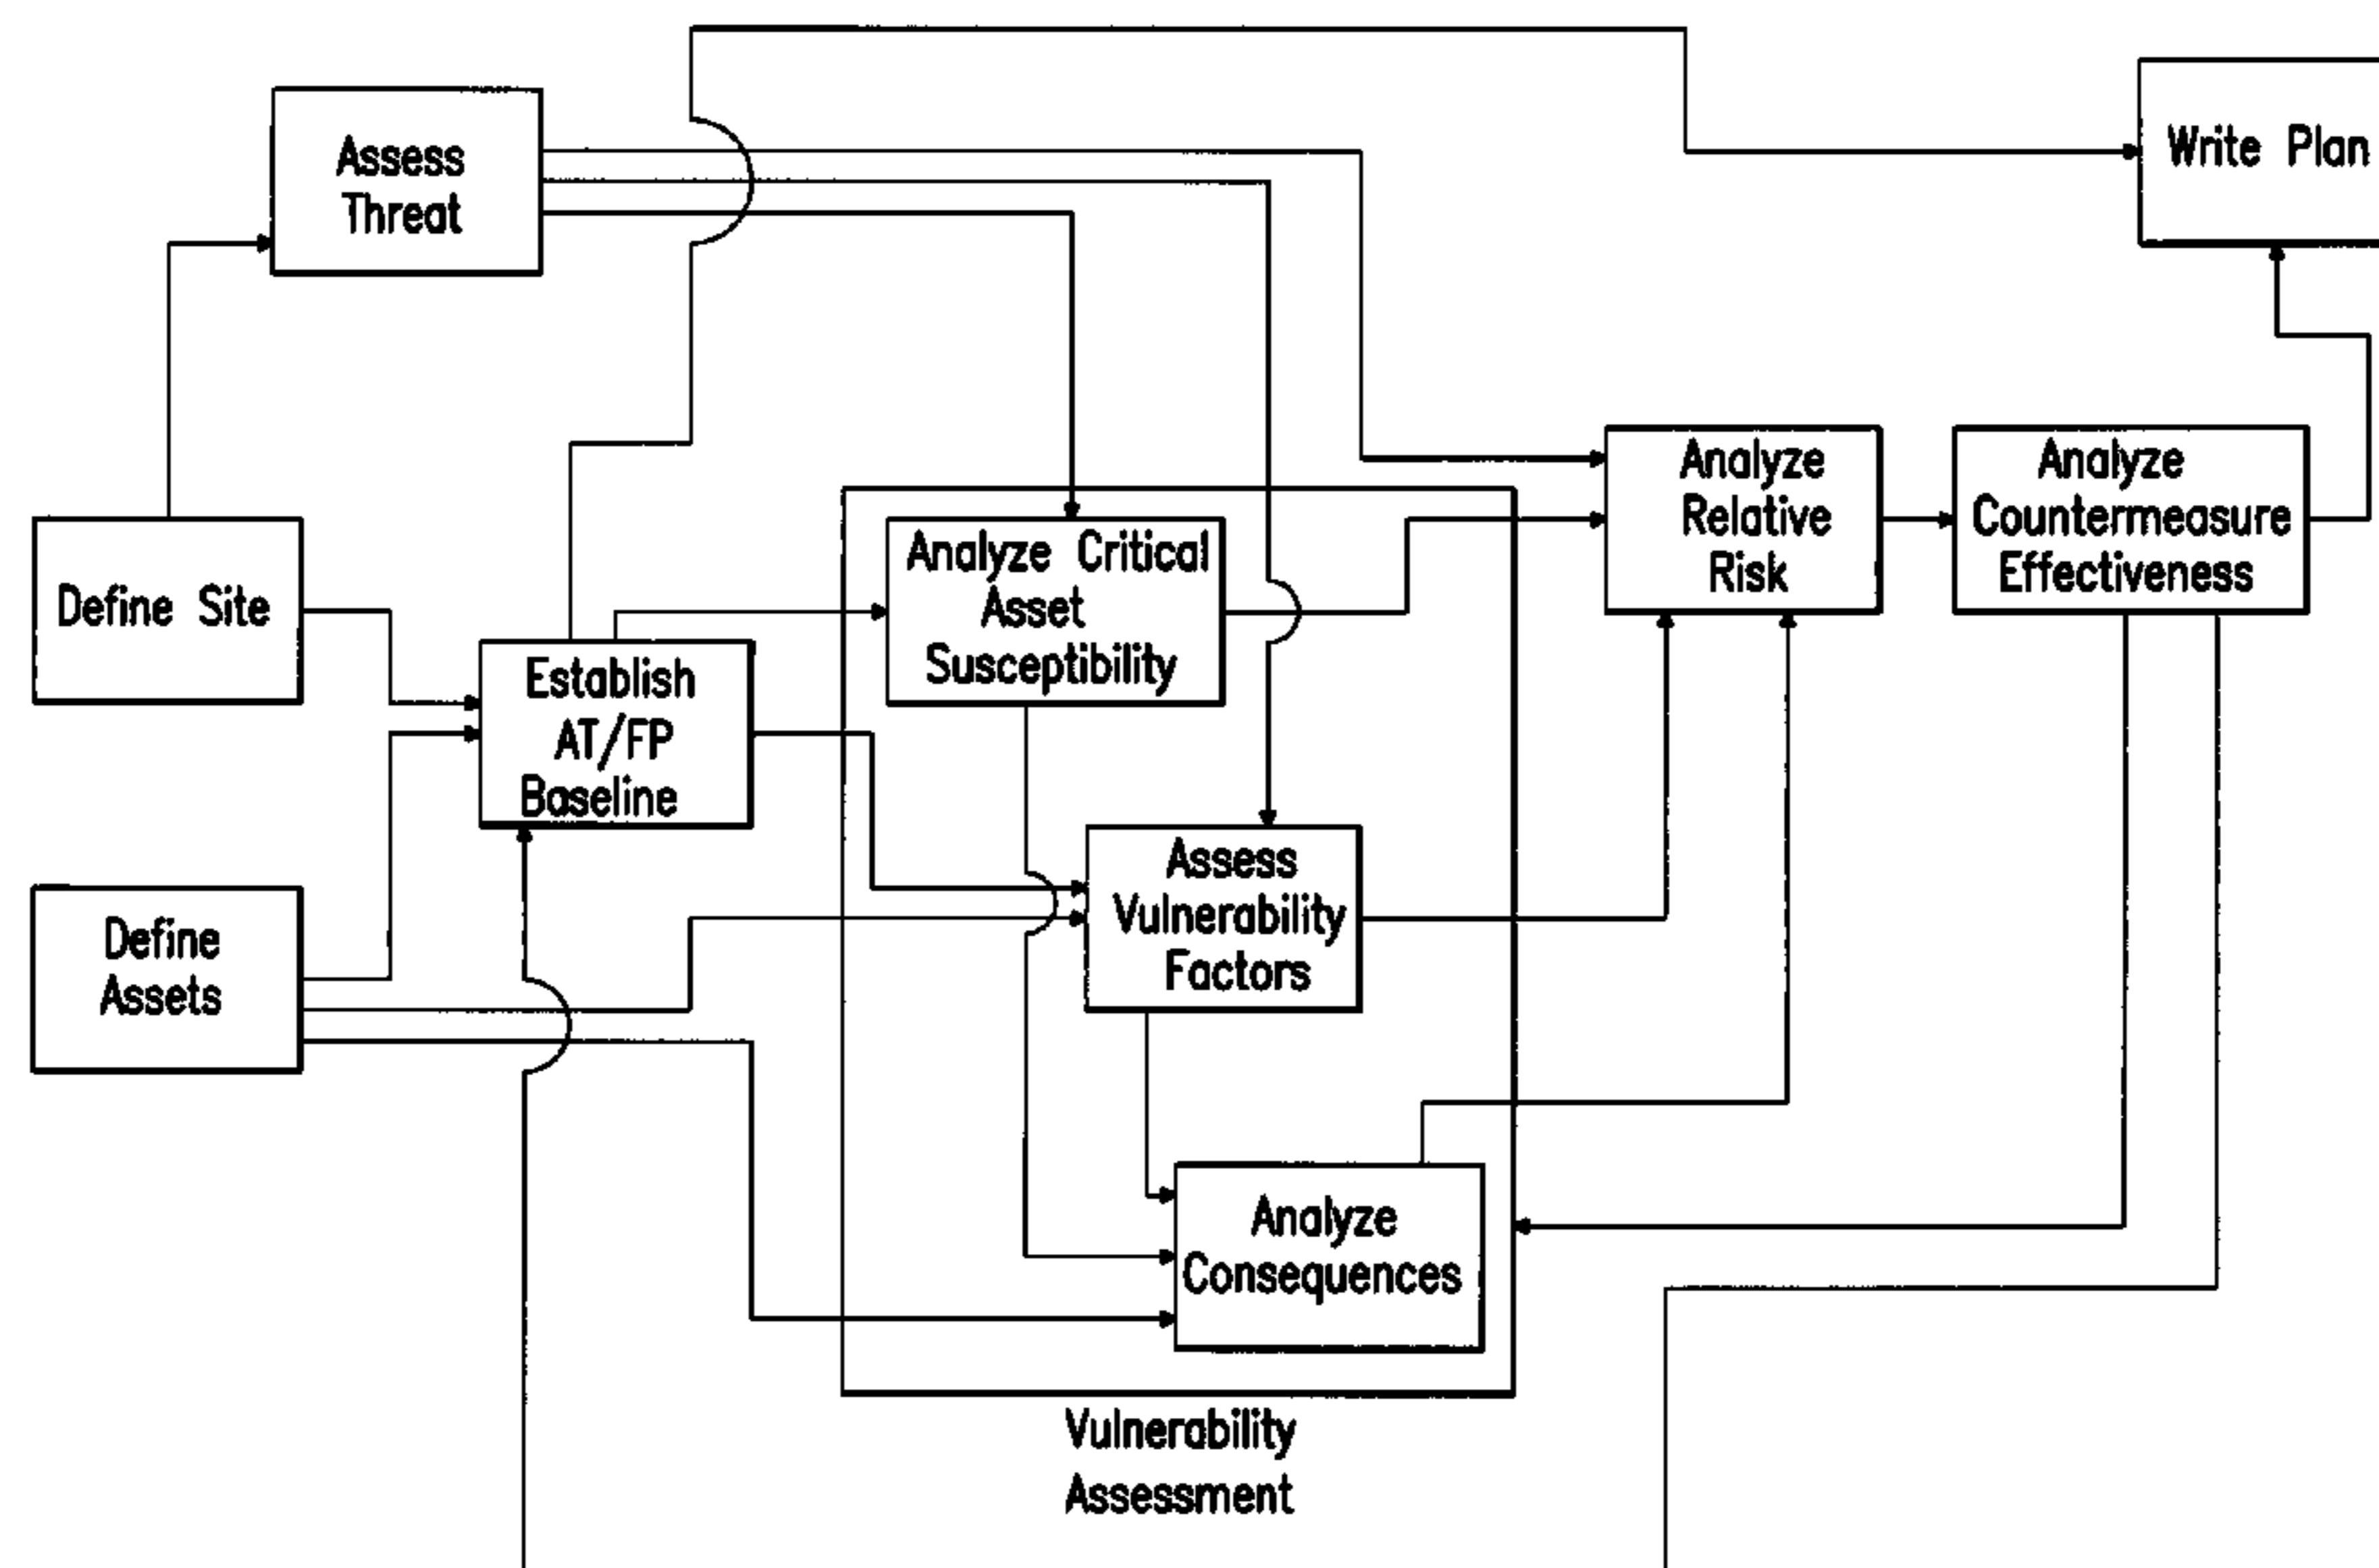 Assess
Threat
Write Plan
Define Site
Establish
AT/FP
Baseline
Analyze Critical
Asset
Susceptibility
Analyze
Relative
Risk
Analyze
Countermeasure
Effectiveness
Define
Assets
Assess
Vulnerability
Factors
Analyze
Consequences
Vulnerability
Assessment